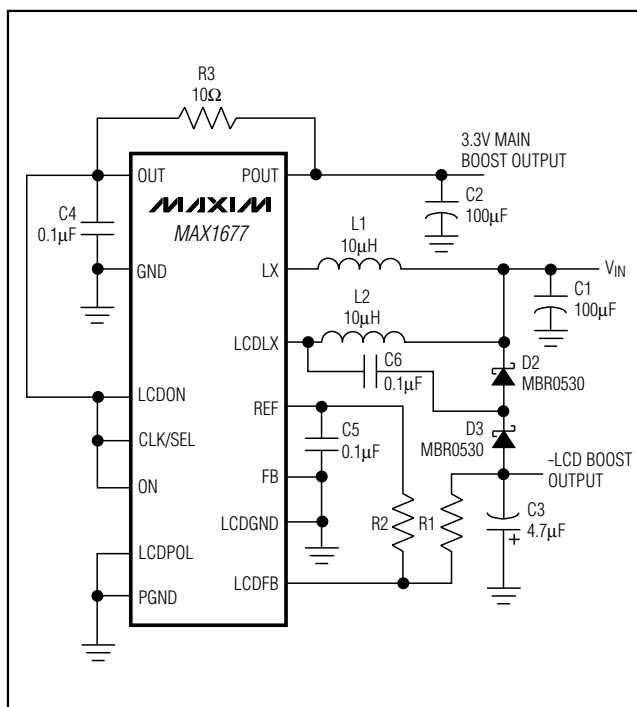 R3
10Ω
OUT
POUT
3.3V MAIN
BOOST OUTPUT
MAXIM
MAX1677
C4
0.1µF
C2
100µF
GND
L1
10µH
LX
VIN
C1
100µF
L2
10µH
LCDLX
C6
0.1µF
D2
MBR0530
LCDON
REF
CLK/SEL
C5
0.1µF
D3
MBR0530
-LCD BOOST
OUTPUT
ON
FB
LCDGND
R2
R1
C3
4.7µF
+
LCDPOL
PGND
LCDFB